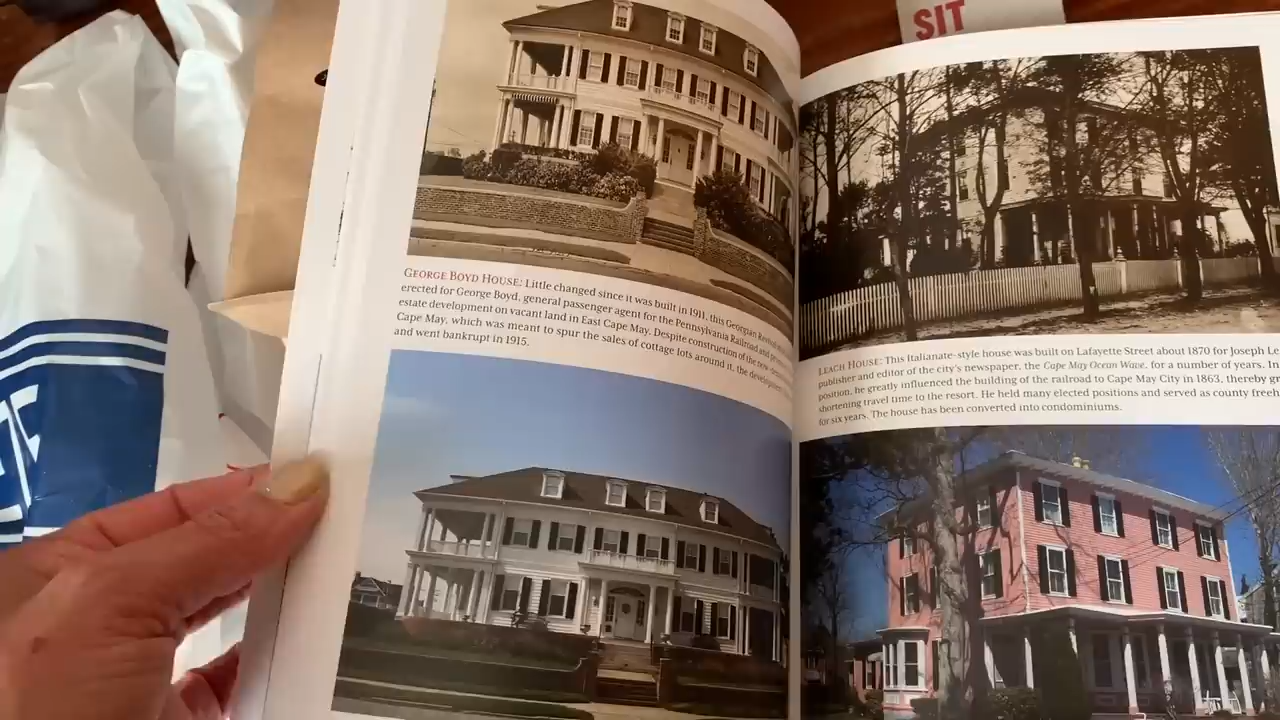 SIT
GEORGE BOYD HOUSE: Little changed since it was built in 1911, this Georgian Revival
erected for George Boyd, general passenger agent for the Pennsylvania Railroad and
estate development on vacant land in East Cape May. Despite construction of the new
Cape May, which was meant to spur the sales of cottage lots around it, the
and went bankrupt in 1915.
LEACH HOUSE: This Italianate-style house was built on Lafayette Street about 1870 for Joseph Le
publisher and editor of the city's newspaper, the Cape May Ocean Wave, for a number of years. In
position, he greatly influenced the building of the railroad to Cape May City in 1863, thereby gr
shortening travel time to the resort. He held many elected positions and served as county freeh
for six years. The house has been converted into condominiums.